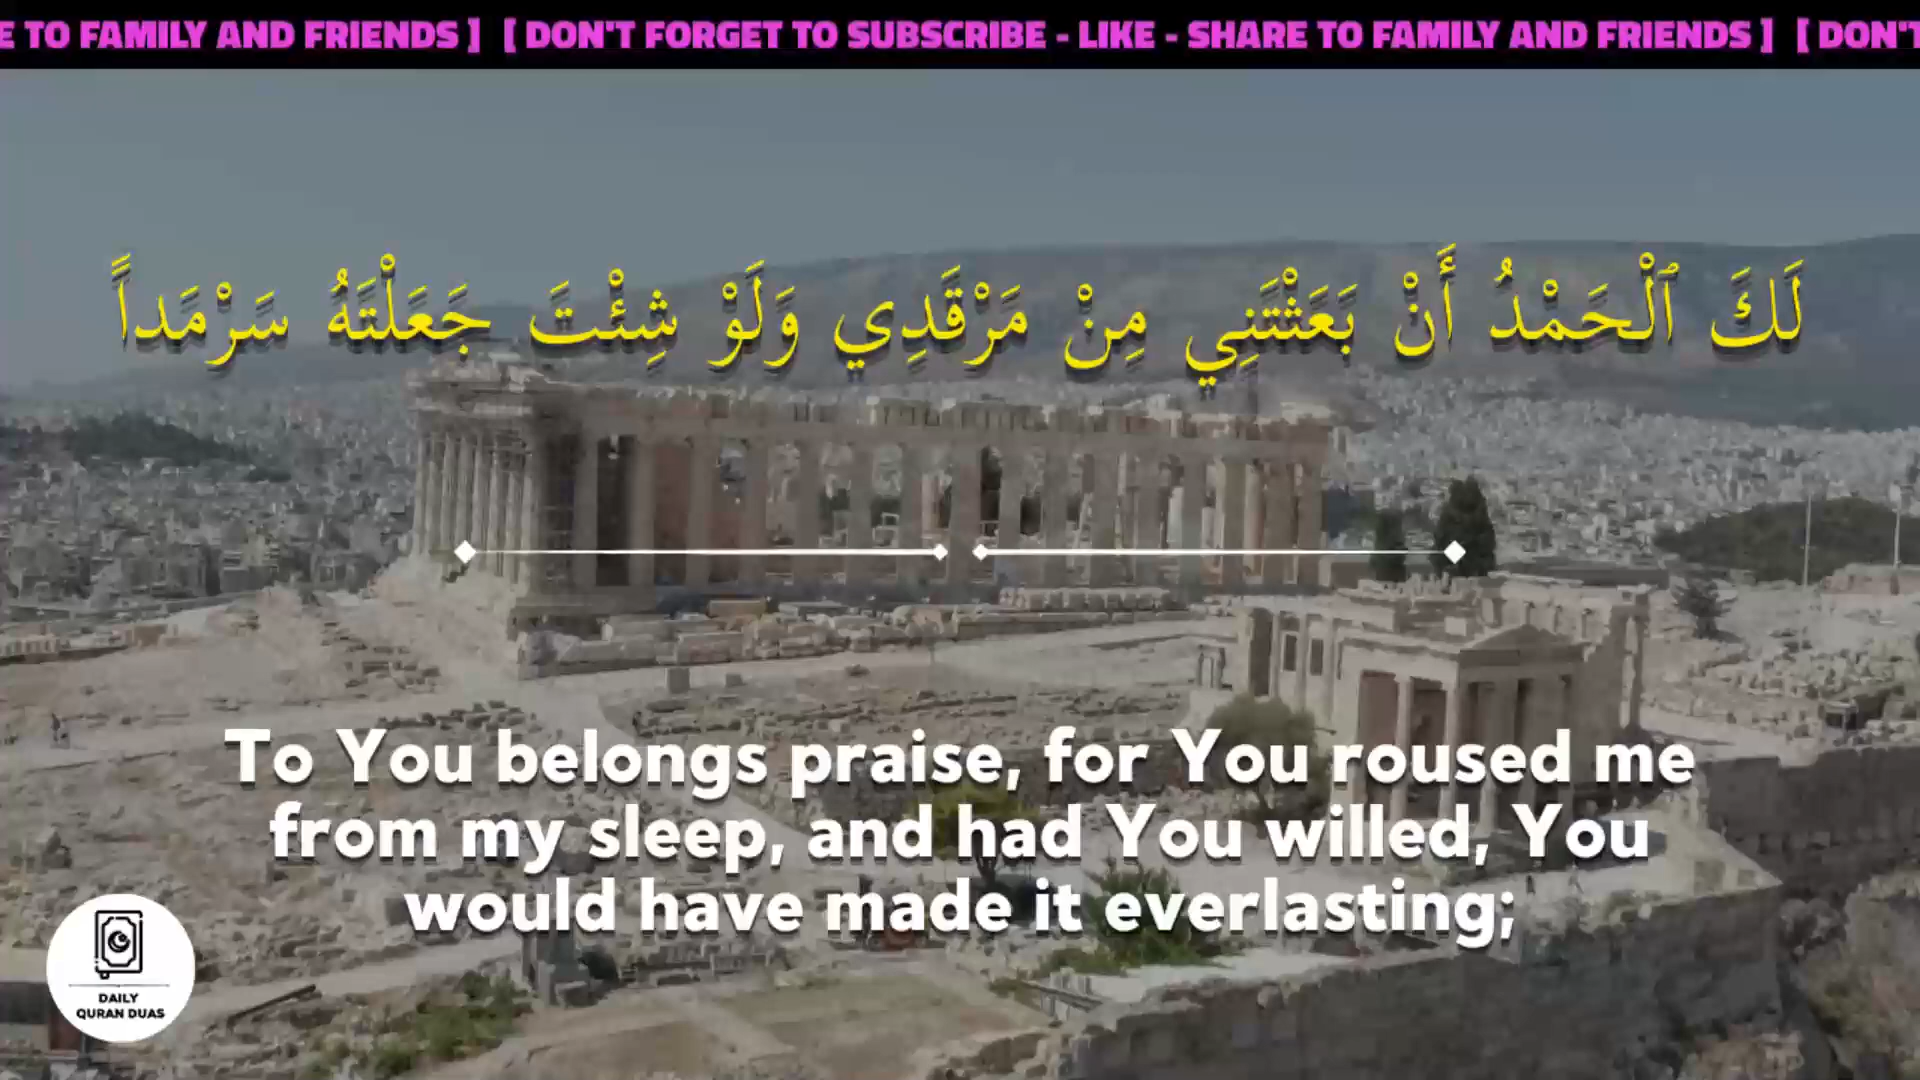 E TO FAMILY AND FRIENDS ] [ DON'T FORGET TO SUBSCRIBE - LIKE - SHARE TO FAMILY AND FRIENDS ] [ DON'T
لَكَ ٱلْحَمْدُ أَنْ بَعَثْتَنِي مِنْ مَرْقَدِي وَلَوْ شِئْتَ جَعَلْتَهُ سَرْمَداً
To You belongs praise, for You roused me
from my sleep, and had You willed, You
would have made it everlasting;
DAILY
QURAN DUAS